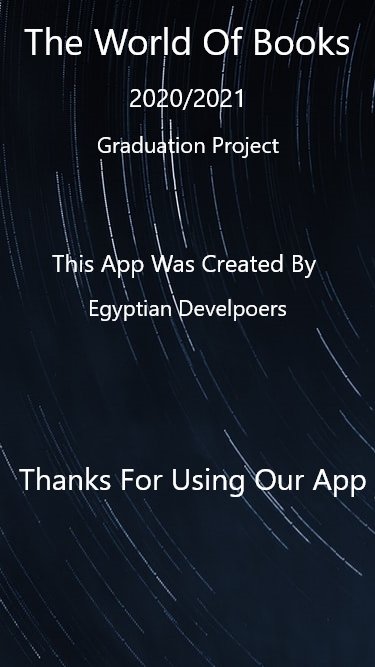 The World Of Books
2020/2021
Graduation Project
This App Was Created By
Egyptian Develpoers
Thanks For Using Our App